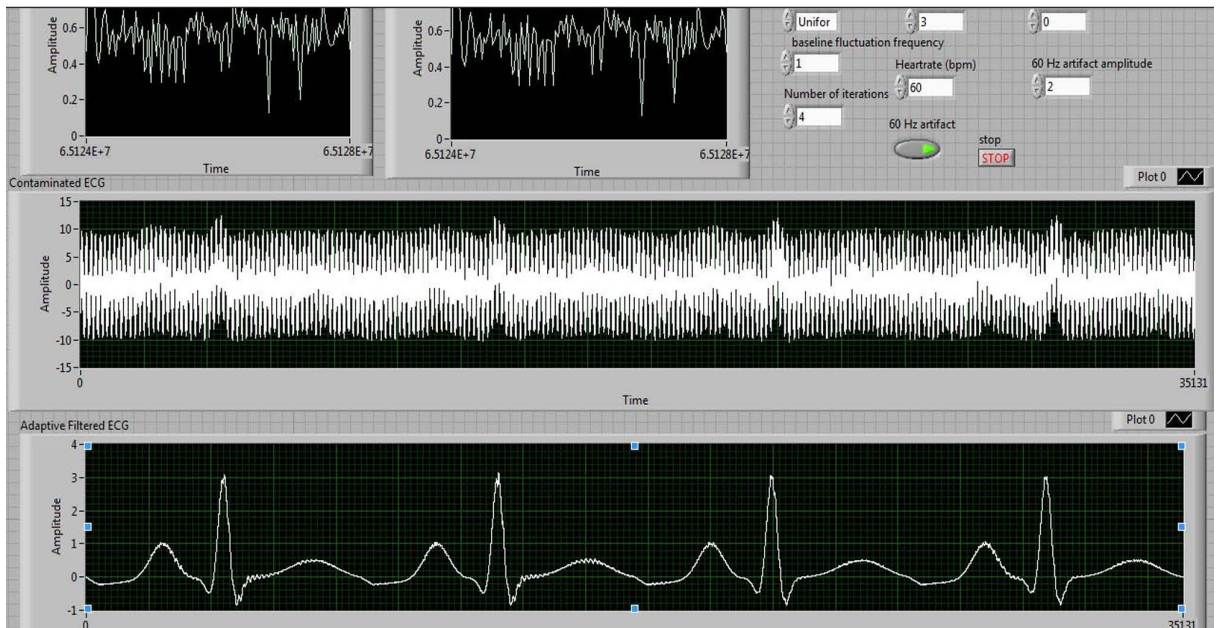 Unifor
3
0
baseline fluctuation frequency
1
Heartrate (bpm)
60
60 Hz artifact amplitude
2
Number of iterations
4
60 Hz artifact
stop
STOP
Amplitude
0.6
0.4
0.2
0
6.5124E+7
6.5128E+7
Time
Amplitude
0.6
0.4
0.2
0
6.5124E+7
6.5128E+7
Time
Contaminated ECG
Plot 0
Amplitude
15
10
5
0
-5
-10
-15
0
35131
Time
Adaptive Filtered ECG
Plot 0
Amplitude
4
3
2
1
0
-1
0
35131